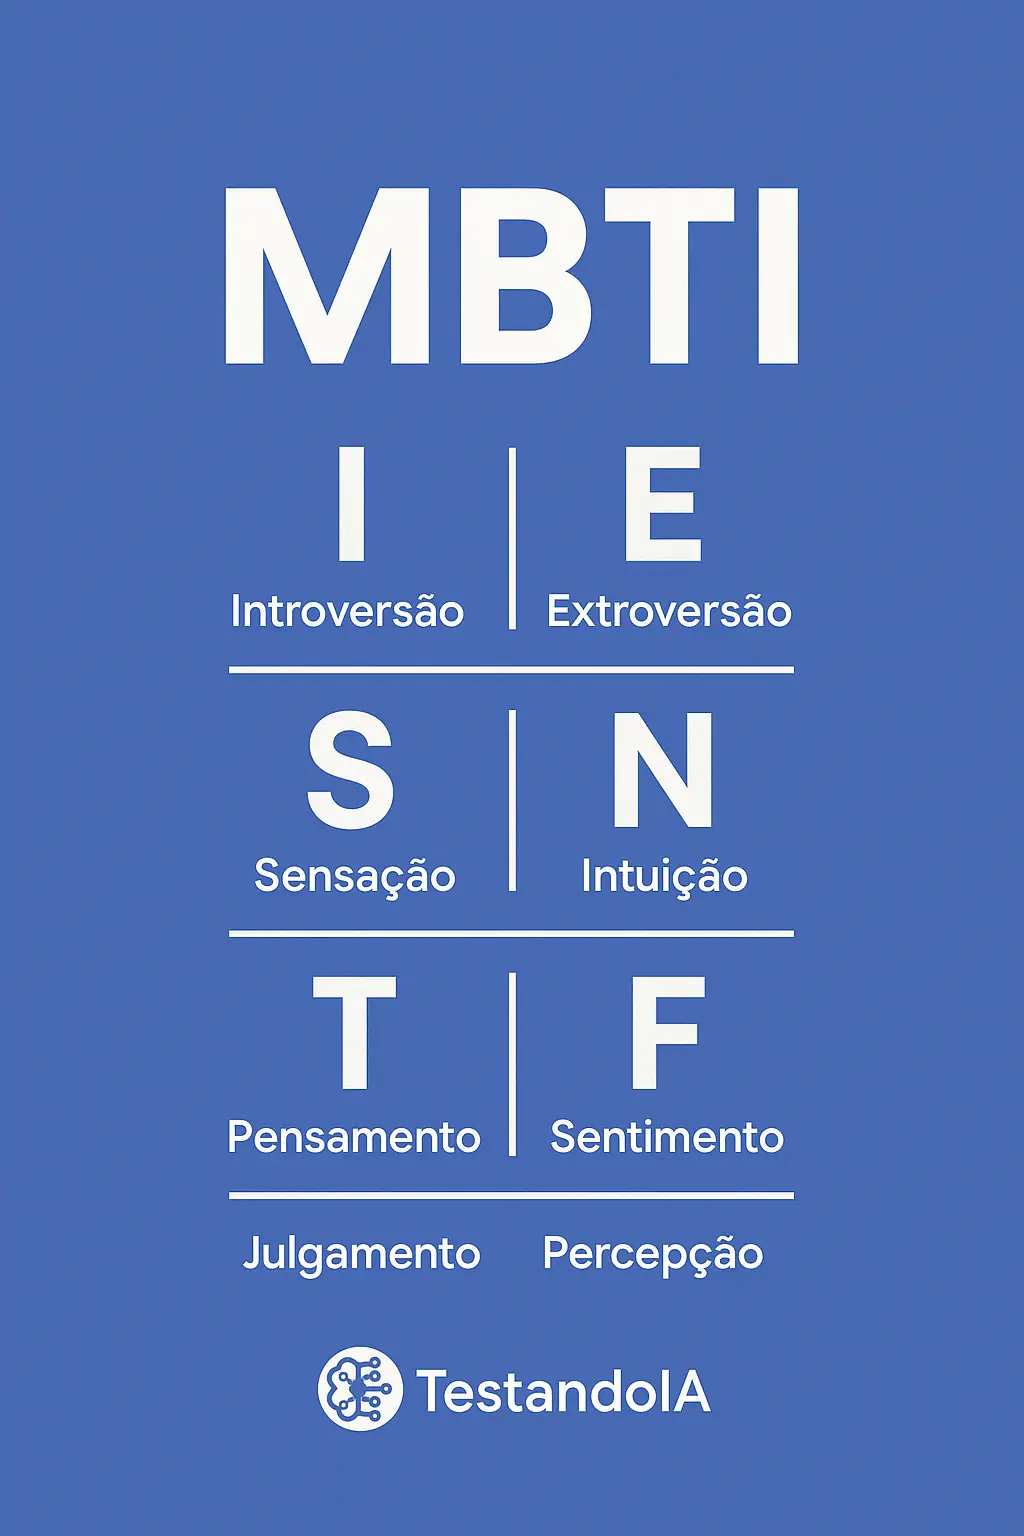 MBTI
I E
Introversão Extroversão
S N
Sensação Intuição
T F
Pensamento Sentimento
Julgamento Percepção
TestandoIA